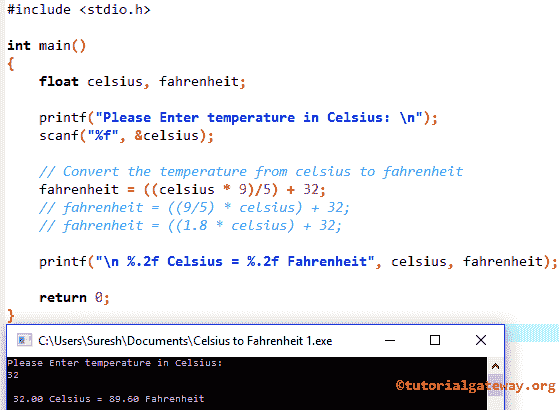 #include <stdio.h>
int main()
{
float celsius, fahrenheit;
printf("Please Enter temperature in Celsius: \n");
scanf("%f", &celsius);
// Convert the temperature from celsius to fahrenheit
fahrenheit = ((celsius * 9)/5) + 32;
// fahrenheit = ((9/5) * celsius) + 32;
// fahrenheit = ((1.8 * celsius) + 32;
printf("\n %.2f Celsius = %.2f Fahrenheit", celsius, fahrenheit);
return 0;
}
C:\Users\Suresh\Documents\Celsius to Fahrenheit 1.exe
Please Enter temperature in Celsius:
32
32.00 Celsius = 89.60 Fahrenheit
©tutorialgateway.org